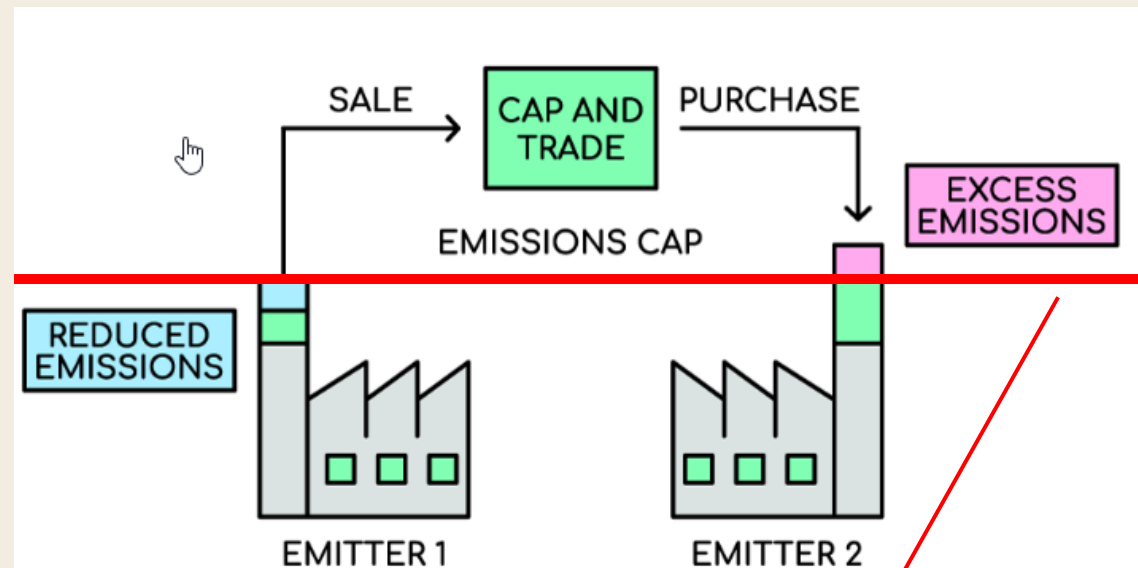 SALE
CAP AND
TRADE
PURCHASE
EXCESS
EMISSIONS
EMISSIONS CAP
REDUCED
EMISSIONS
EMITTER 1
EMITTER 2